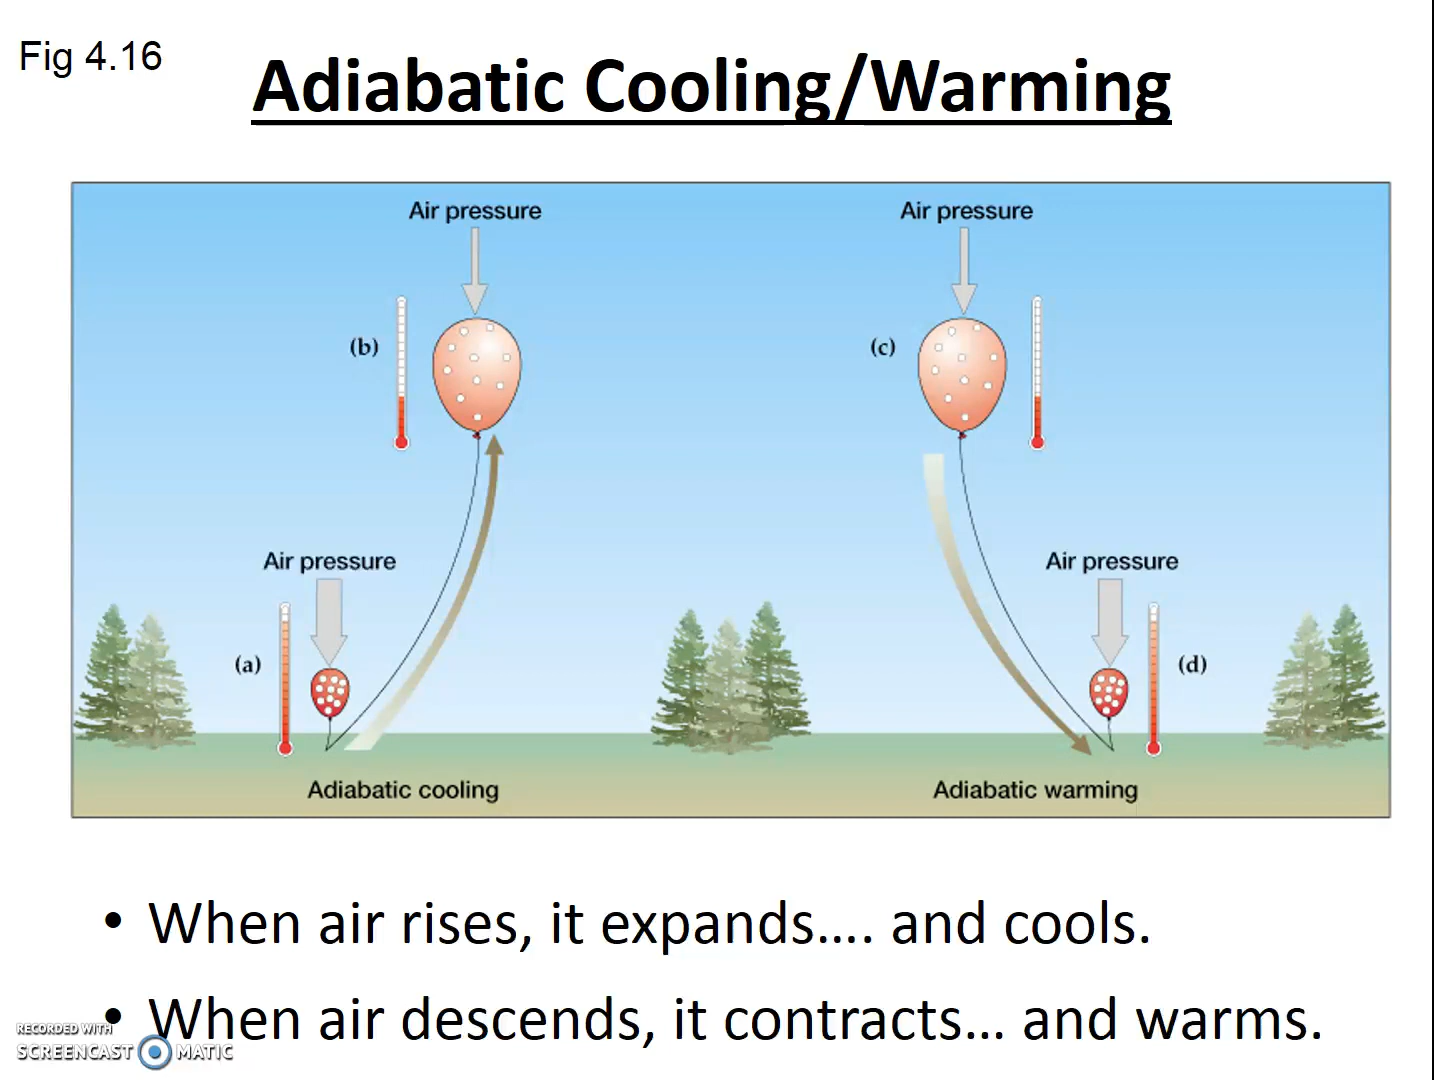 Fig 4.16
Adiabatic Cooling/Warming
Air pressure
Air pressure
(b)
(c)
Air pressure
Air pressure
(a)
(d)
Adiabatic cooling
Adiabatic warming
• When air rises, it expands…. and cools.
• When air descends, it contracts… and warms.
RECORDED WITH
SCREENCAST MATIC